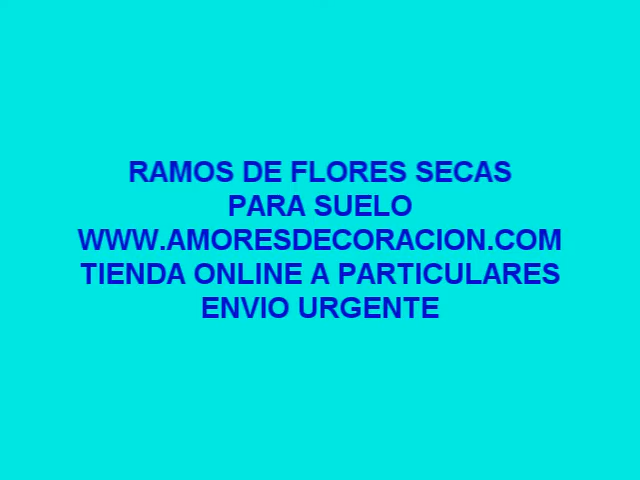 RAMOS DE FLORES SECAS
PARA SUELO
WWW.AMORESDECORACION.COM
TIENDA ONLINE A PARTICULARES
ENVIO URGENTE